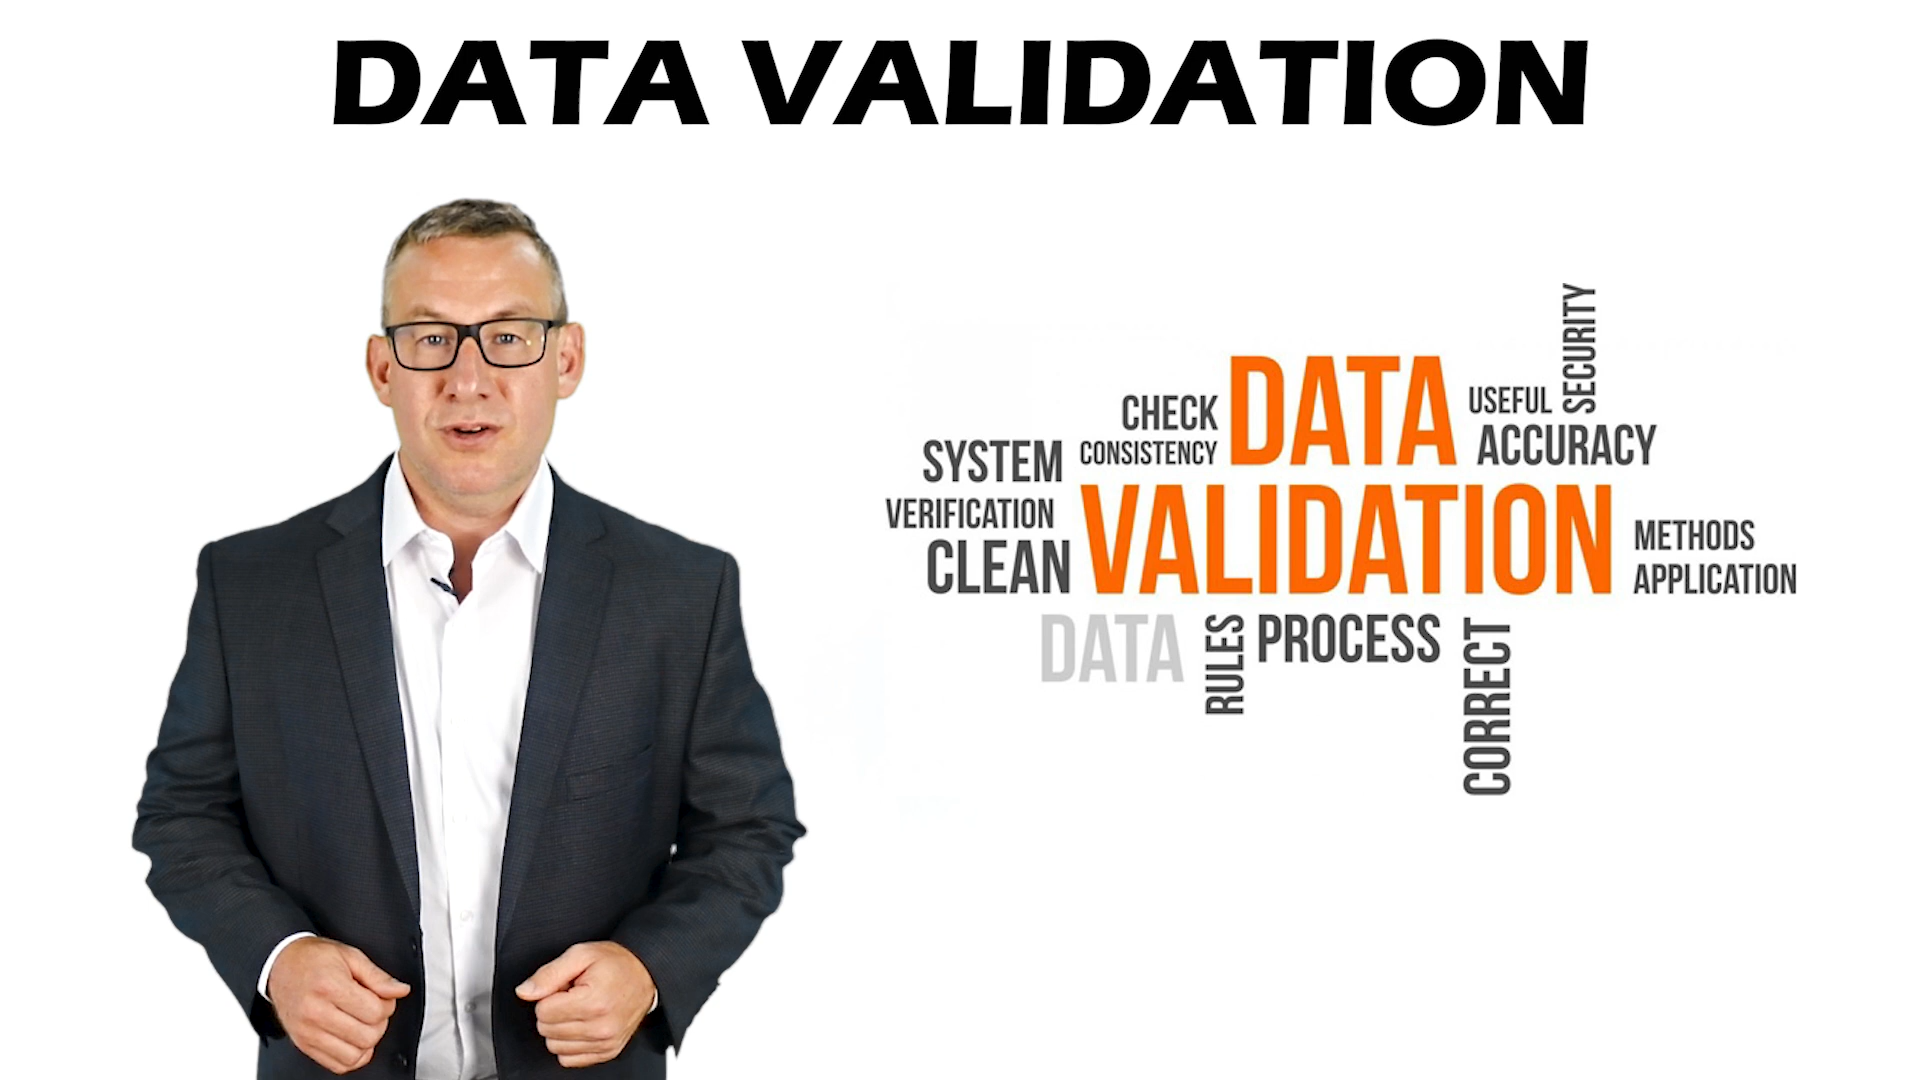 DATA VALIDATION
SECURITY
CHECK
DATA
USEFUL
CONSISTENCY
ACCURACY
SYSTEM
VERIFICATION
VALIDATION
METHODS
CLEAN
APPLICATION
DATA
RULES
PROCESS
CORRECT